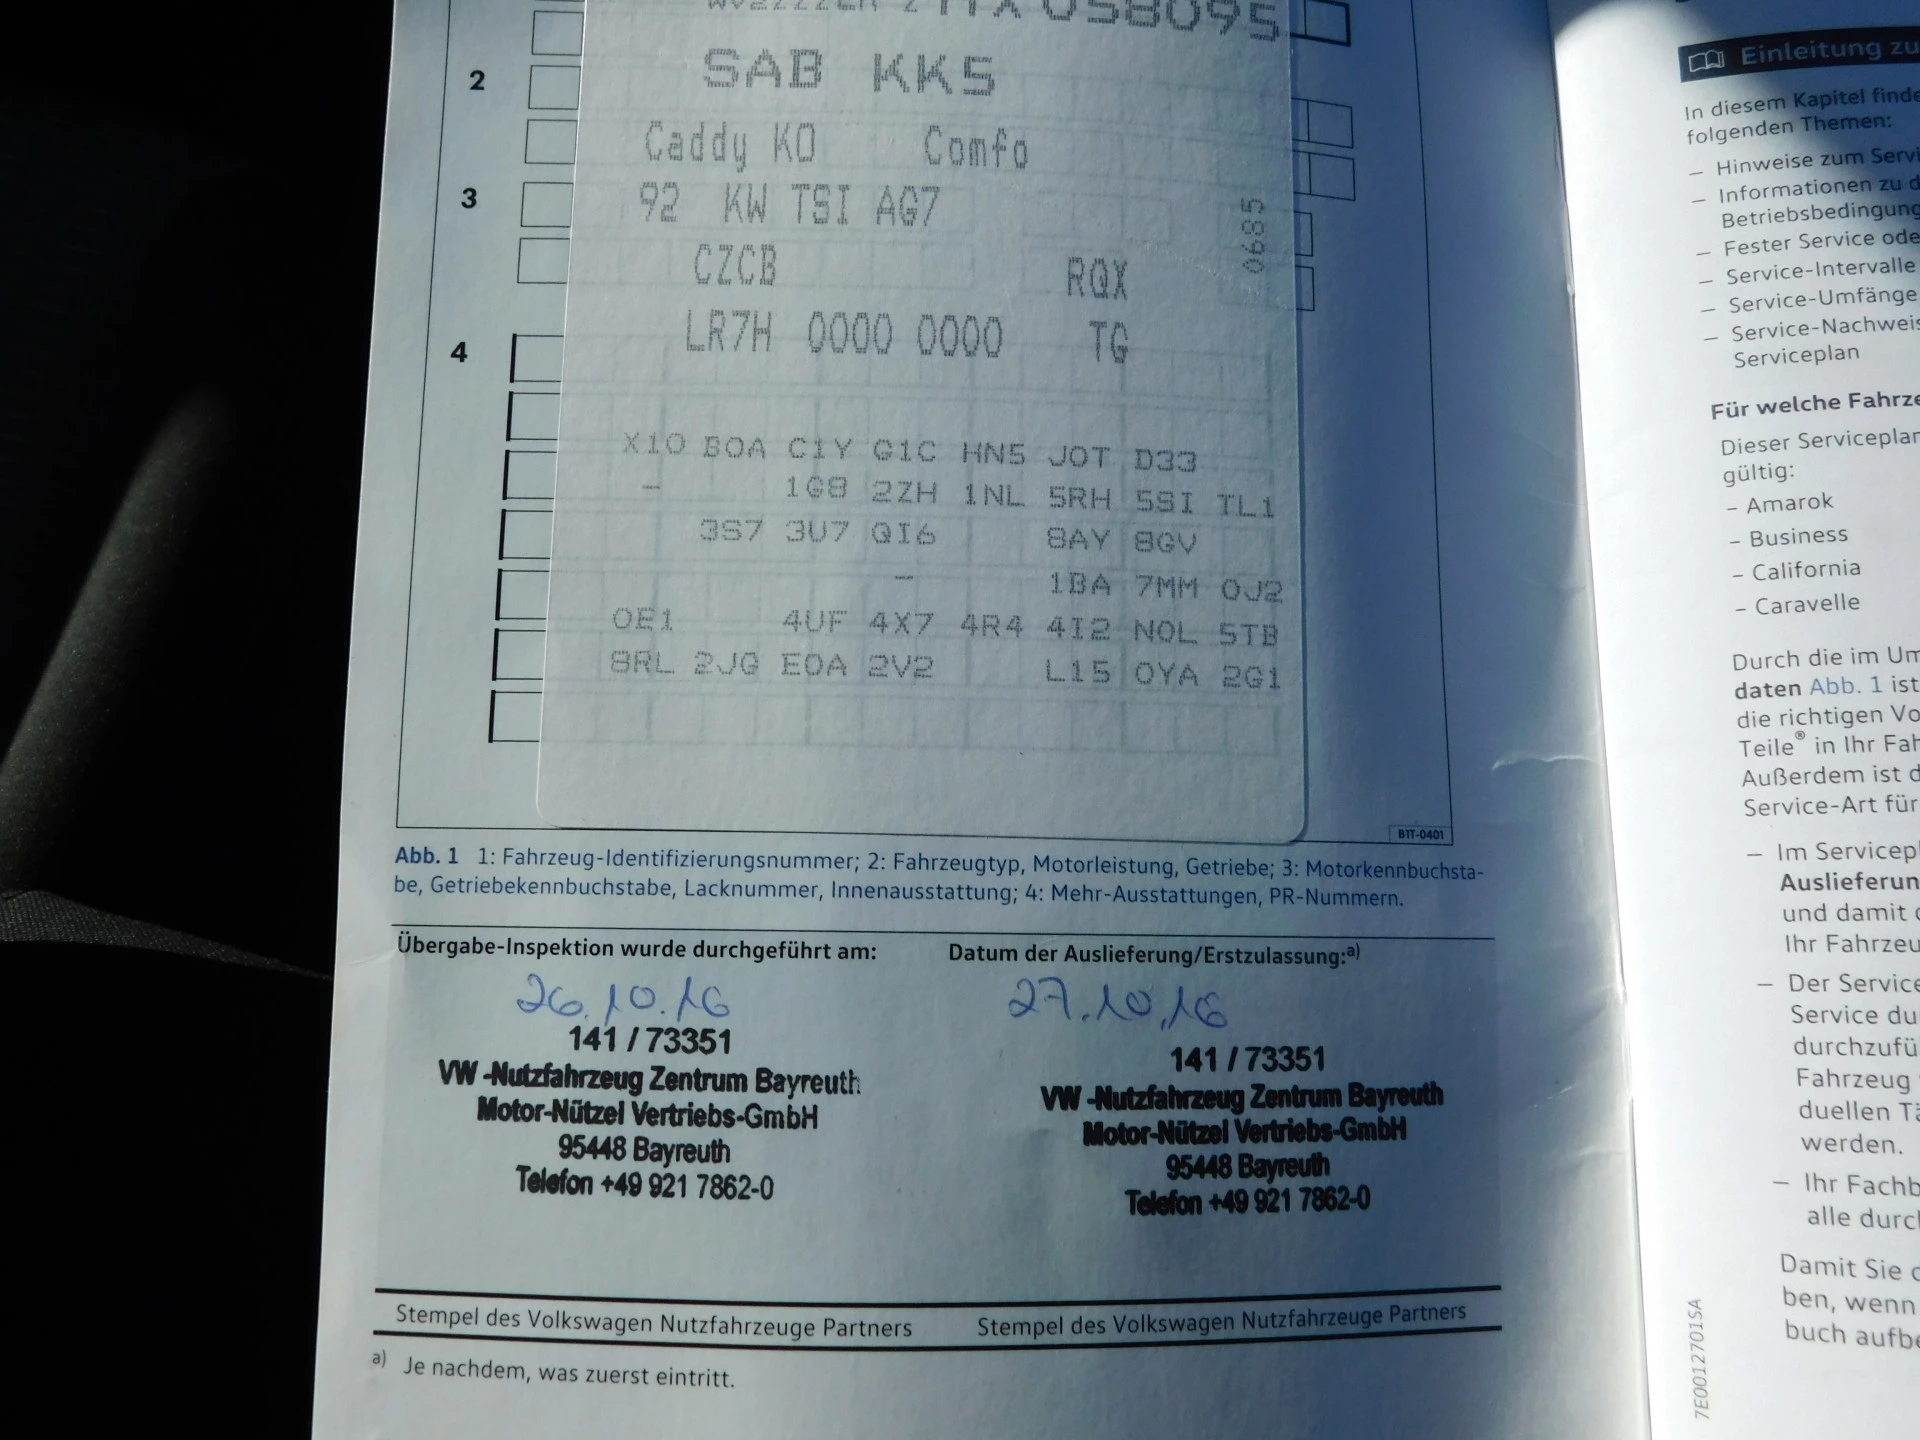 058095
2
SAB KK5
Caddy KO Comfo
3
92 KW TSI AG7
0685
CZCB RQX
4
LR7H 0000 0000 TG
X10 B0A C1Y G1C HN5 J0T D33
- 1G8 2ZH 1NL 5RH 5SI TL1
3S7 3U7 QI6 8AY 8GV
- 1BA 7MM 0J2
0E1 4UF 4X7 4R4 4I2 N0L 5TB
8RL 2JG E0A 2V2 L15 0YA 2G1
B1T-0401
Abb. 1 1: Fahrzeug-Identifizierungsnummer; 2: Fahrzeugtyp, Motorleistung, Getriebe; 3: Motorkennbuchsta-
be, Getriebekennbuchstabe, Lacknummer, Innenausstattung; 4: Mehr-Ausstattungen, PR-Nummern.
Übergabe-Inspektion wurde durchgeführt am:
26.10.16
141 / 73351
VW -Nutzfahrzeug Zentrum Bayreuth
Motor-Nützel Vertriebs-GmbH
95448 Bayreuth
Telefon +49 921 7862-0
Datum der Auslieferung/Erstzulassung:a)
27.10.16
141 / 73351
VW -Nutzfahrzeug Zentrum Bayreuth
Motor-Nützel Vertriebs-GmbH
95448 Bayreuth
Telefon +49 921 7862-0
Stempel des Volkswagen Nutzfahrzeuge Partners
Stempel des Volkswagen Nutzfahrzeuge Partners
a) Je nachdem, was zuerst eintritt.
Einleitung zu
In diesem Kapitel finde
folgenden Themen:
– Hinweise zum Servi
– Informationen zu d
Betriebsbedingung
– Fester Service ode
– Service-Intervalle
– Service-Umfänge
– Service-Nachweis
Serviceplan
Für welche Fahrze
Dieser Serviceplan
gültig:
– Amarok
– Business
– California
– Caravelle
Durch die im Um
daten Abb. 1 ist
die richtigen Vo
Teile® in Ihr Fah
Außerdem ist d
Service-Art für
– Im Servicepl
Auslieferun
und damit
Ihr Fahrzeu
– Der Service
Service du
durchzufü
Fahrzeug
duellen Tä
werden.
– Ihr Fachb
alle durch
Damit Sie
ben, wenn
buch aufbe
7E0012701SA